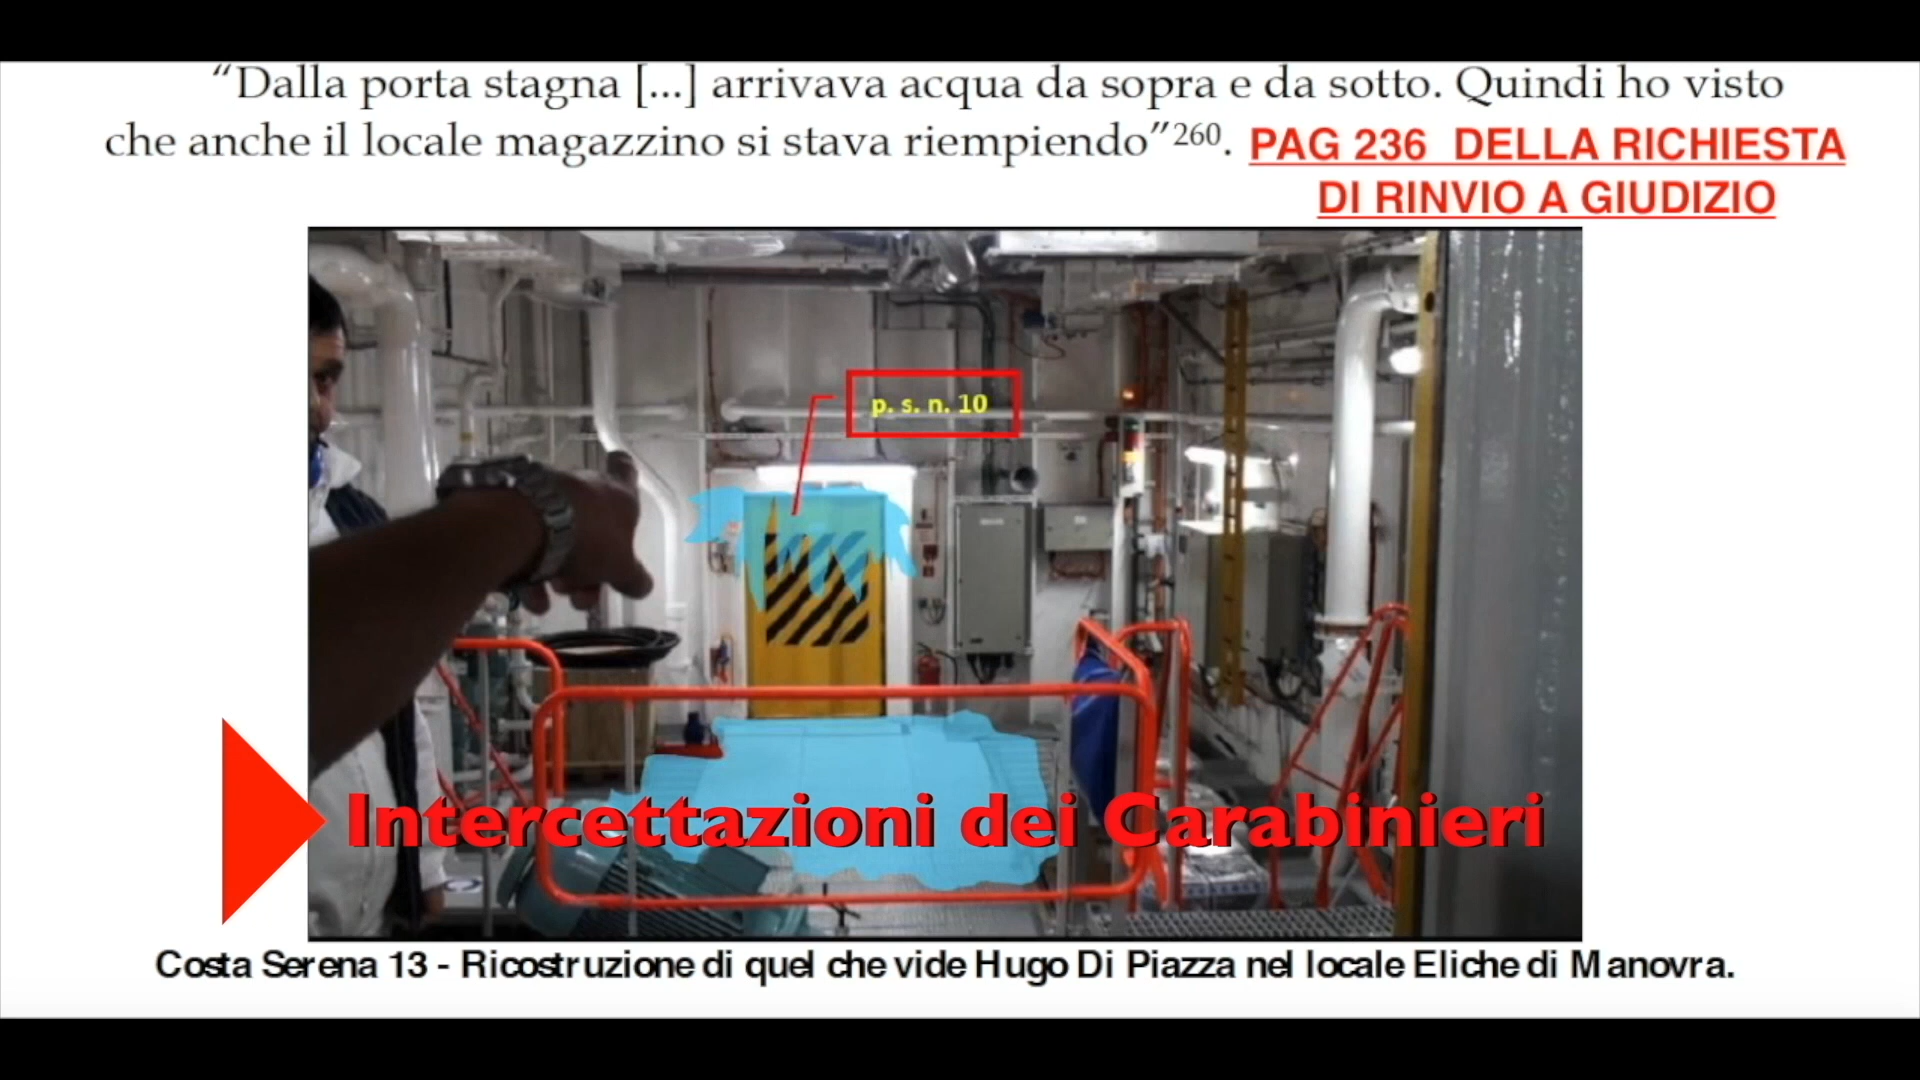 “Dalla porta stagna [...] arrivava acqua da sopra e da sotto. Quindi ho visto
che anche il locale magazzino si stava riempiendo”260. PAG 236 DELLA RICHIESTA
DI RINVIO A GIUDIZIO
p. s. n. 10
Intercettazioni dei Carabinieri
Costa Serena 13 - Ricostruzione di quel che vide Hugo Di Piazza nel locale Eliche di Manovra.